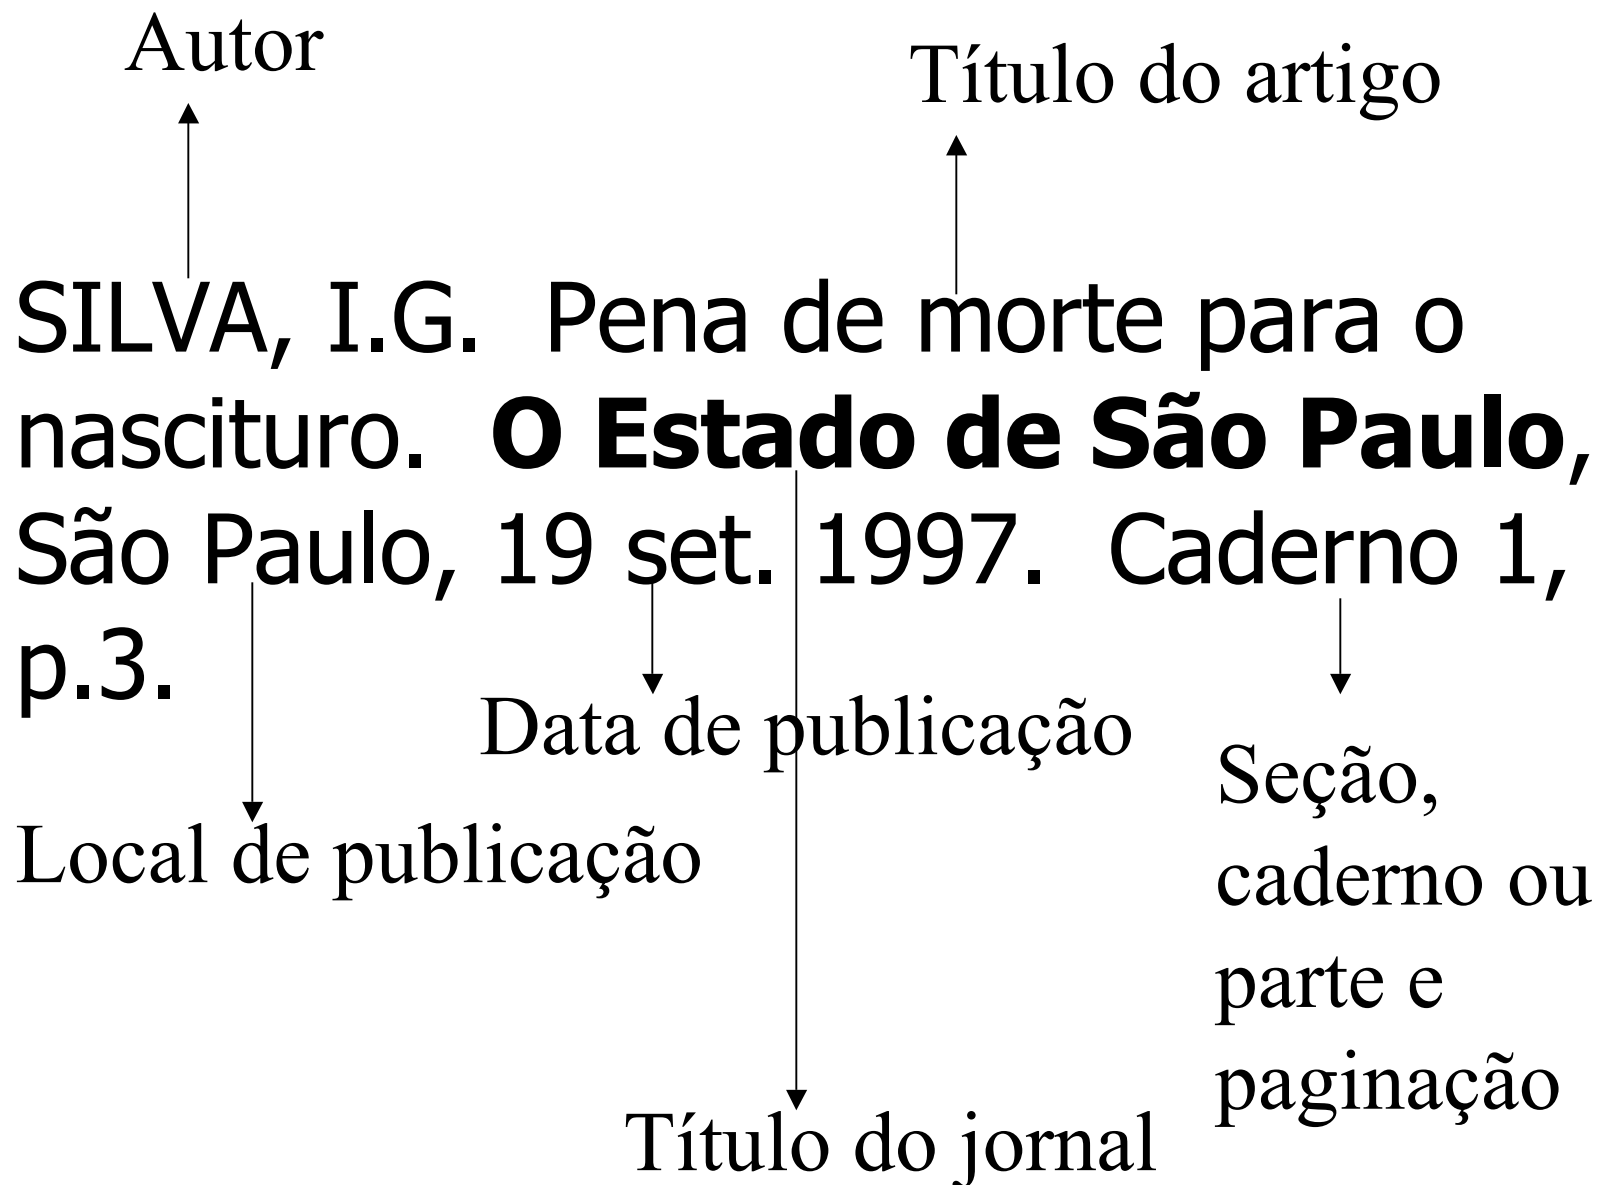 Autor
Título do artigo
SILVA, I.G. Pena de morte para o
nascituro. O Estado de São Paulo,
São Paulo, 19 set. 1997. Caderno 1,
p.3.
Data de publicação
Local de publicação
Seção,
caderno ou
parte e
paginação
Título do jornal